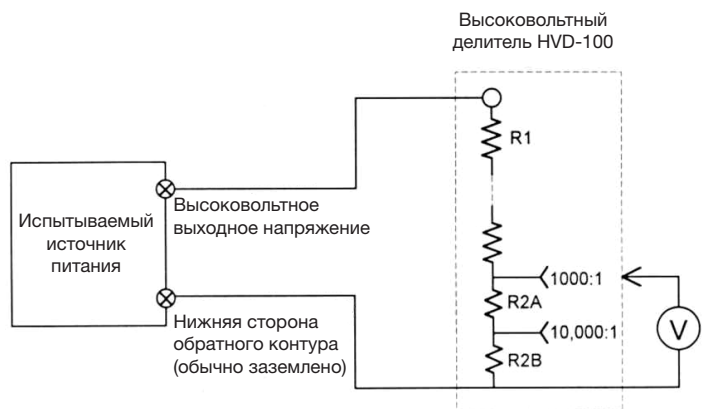 Высоковольтный
делитель HVD-100
R1
Испытываемый
источник
питания
Высоковольтное
выходное напряжение
1000:1
R2A
10,000:1
R2B
V
Нижняя сторона
обратного контура
(обычно заземлено)